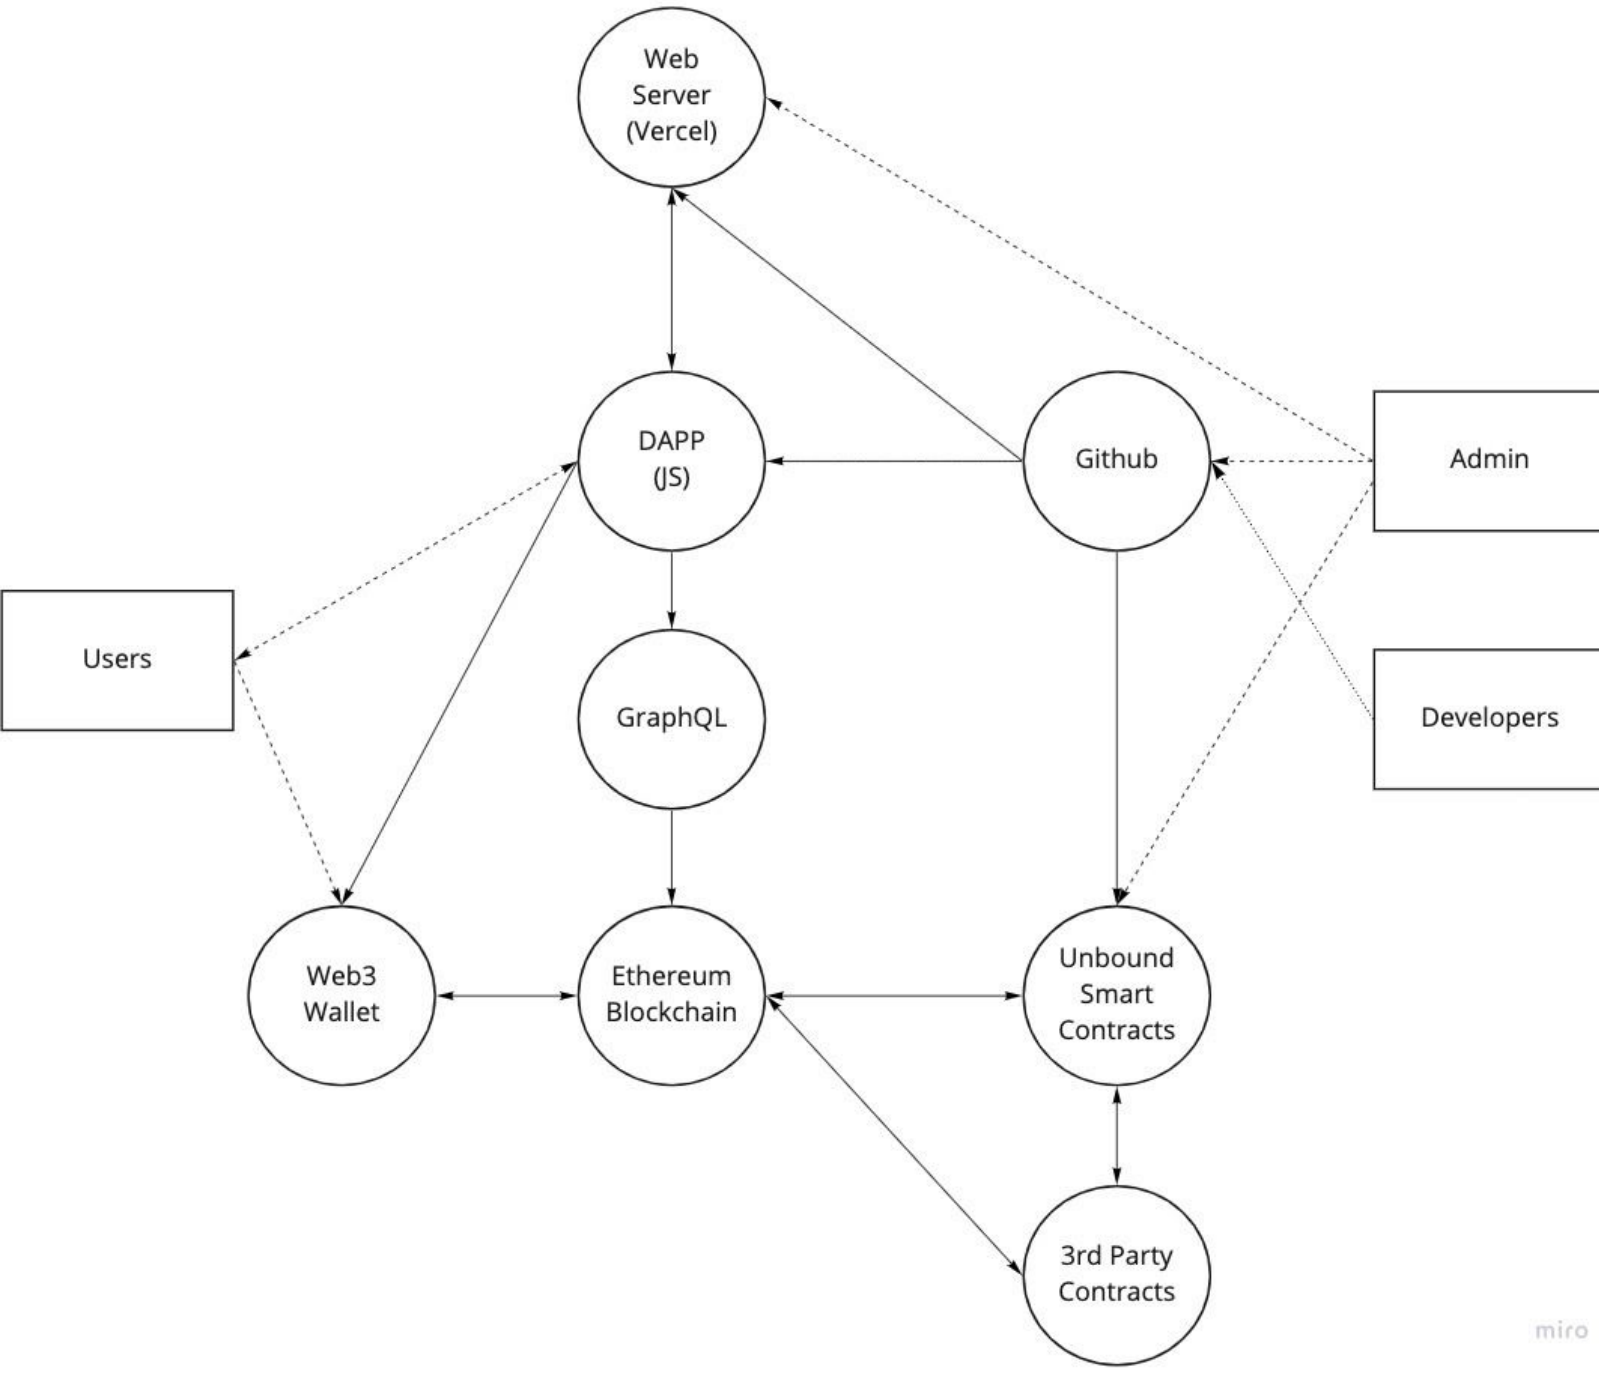 Web
Server
(Vercel)
DAPP
(JS)
Github
Admin
Users
GraphQL
Developers
Web3
Wallet
Ethereum
Blockchain
Unbound
Smart
Contracts
3rd Party
Contracts
miro